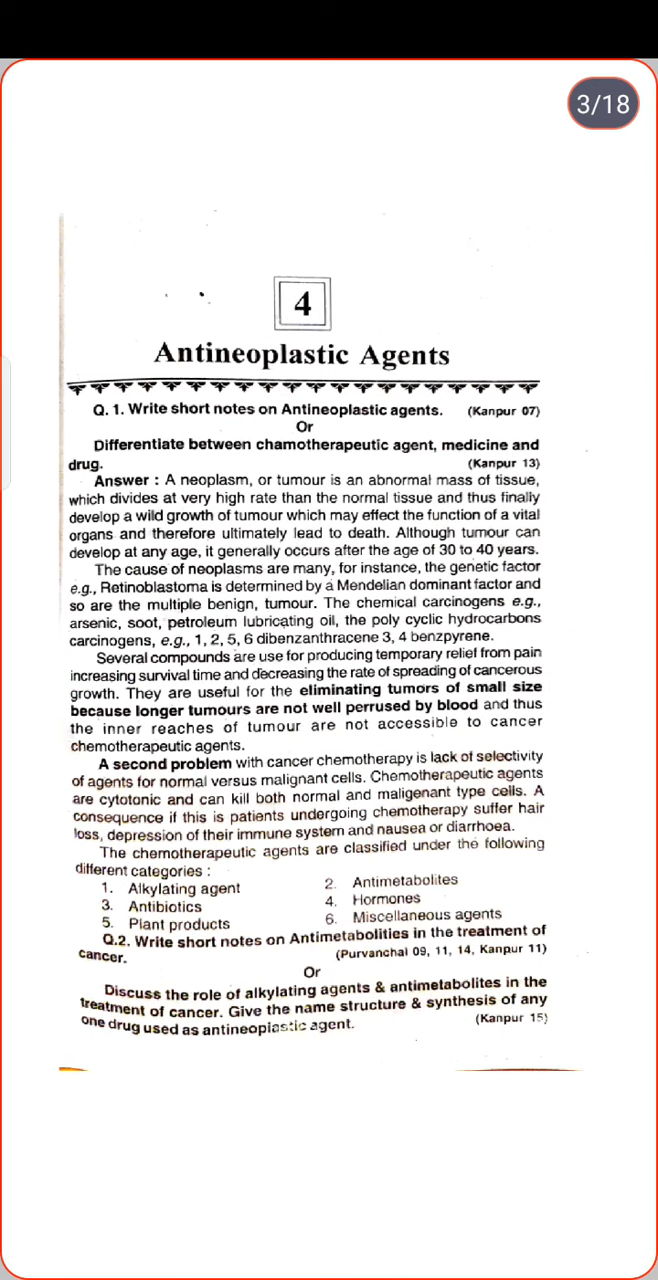 3/18
4
Antineoplastic Agents
Q. 1. Write short notes on Antineoplastic agents. (Kanpur 07)
Or
Differentiate between chamotherapeutic agent, medicine and
drug. (Kanpur 13)
Answer : A neoplasm, or tumour is an abnormal mass of tissue,
which divides at very high rate than the normal tissue and thus finally
develop a wild growth of tumour which may effect the function of a vital
organs and therefore ultimately lead to death. Although tumour can
develop at any age, it generally occurs after the age of 30 to 40 years.
The cause of neoplasms are many, for instance, the genetic factor
e.g., Retinoblastoma is determined by a Mendelian dominant factor and
so are the multiple benign, tumour. The chemical carcinogens e.g.,
arsenic, soot, petroleum lubricating oil, the poly cyclic hydrocarbons
carcinogens, e.g., 1, 2, 5, 6 dibenzanthracene 3, 4 benzpyrene.
Several compounds are use for producing temporary relief from pain
increasing survival time and decreasing the rate of spreading of cancerous
growth. They are useful for the eliminating tumors of small size
because longer tumours are not well perrused by blood and thus
the inner reaches of tumour are not accessible to cancer
chemotherapeutic agents.
A second problem with cancer chemotherapy is lack of selectivity
of agents for normal versus malignant cells. Chemotherapeutic agents
are cytotonic and can kill both normal and maligenant type cells. A
consequence if this is patients undergoing chemotherapy suffer hair
loss, depression of their immune system and nausea or diarrhoea.
The chemotherapeutic agents are classified under the following
different categories :
1. Alkylating agent 2. Antimetabolites
3. Antibiotics 4. Hormones
5. Plant products 6. Miscellaneous agents
Q.2. Write short notes on Antimetabolities in the treatment of
cancer. (Purvanchal 09, 11, 14, Kanpur 11)
Or
Discuss the role of alkylating agents & antimetabolites in the
treatment of cancer. Give the name structure & synthesis of any
one drug used as antineoplastic agent. (Kanpur 15)